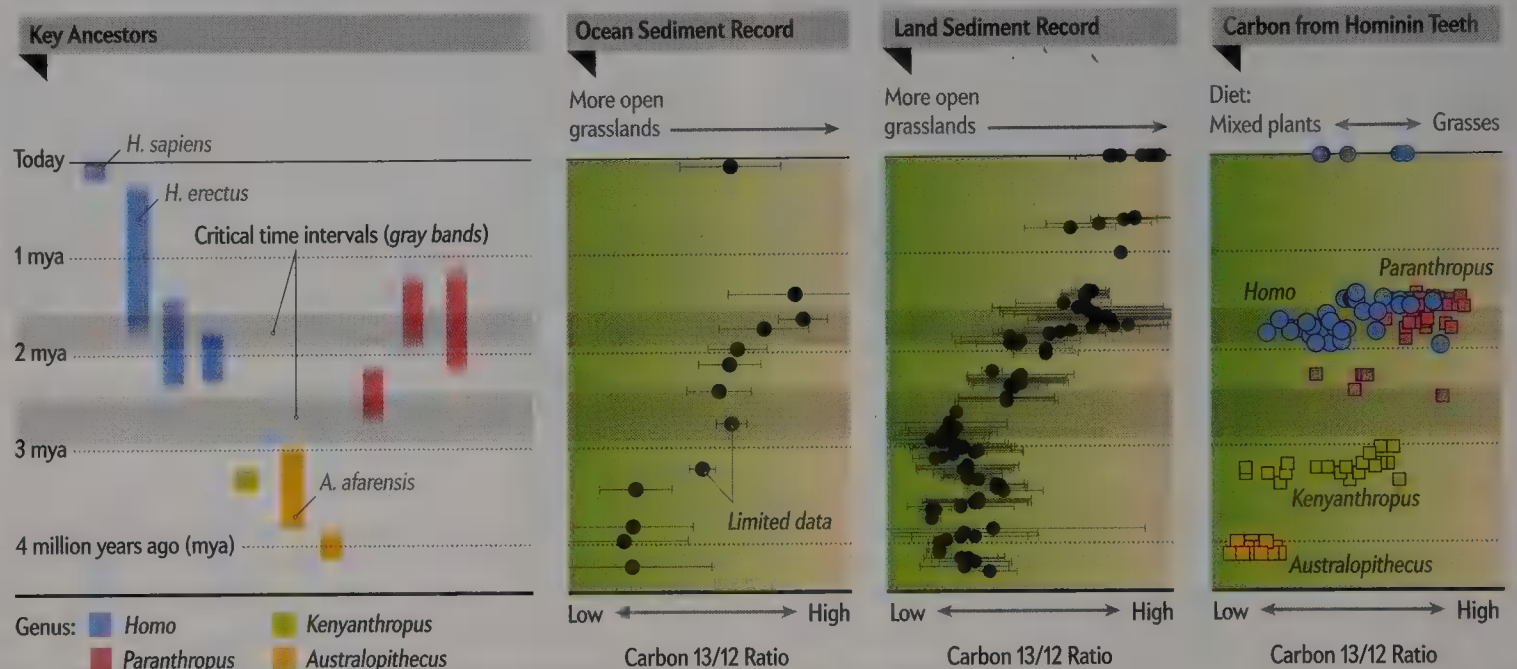 Key Ancestors
Today
H. sapiens
H. erectus
Critical time intervals (gray bands)
1 mya
2 mya
3 mya
A. afarensis
4 million years ago (mya)
Genus:
Homo
Kenyanthropus
Paranthropus
Australopithecus
Ocean Sediment Record
More open
grasslands
Limited data
Low
High
Carbon 13/12 Ratio
Land Sediment Record
More open
grasslands
Low
High
Carbon 13/12 Ratio
Carbon from Hominin Teeth
Diet:
Mixed plants
Grasses
Paranthropus
Homo
Kenyanthropus
Australopithecus
Low
High
Carbon 13/12 Ratio